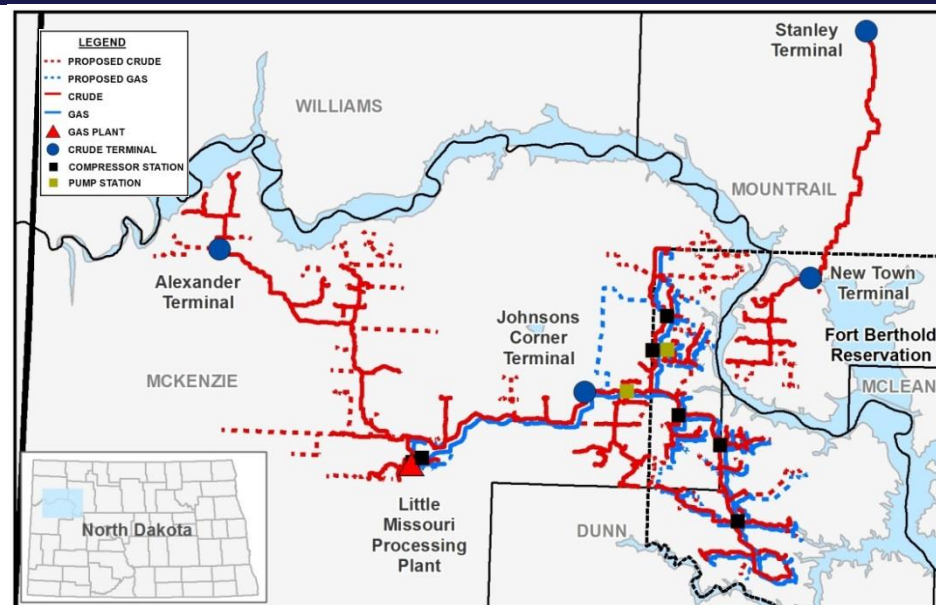 LEGEND
PROPOSED CRUDE
PROPOSED GAS
CRUDE
GAS
GAS PLANT
CRUDE TERMINAL
COMPRESSOR STATION
PUMP STATION
Stanley
Terminal
WILLIAMS
MOUNTRAIL
Alexander
Terminal
New Town
Terminal
Johnsons
Corner
Terminal
Fort Berthold
Reservation
MCKENZIE
MCLEAN
Little
Missouri
Processing
Plant
DUNN
North Dakota